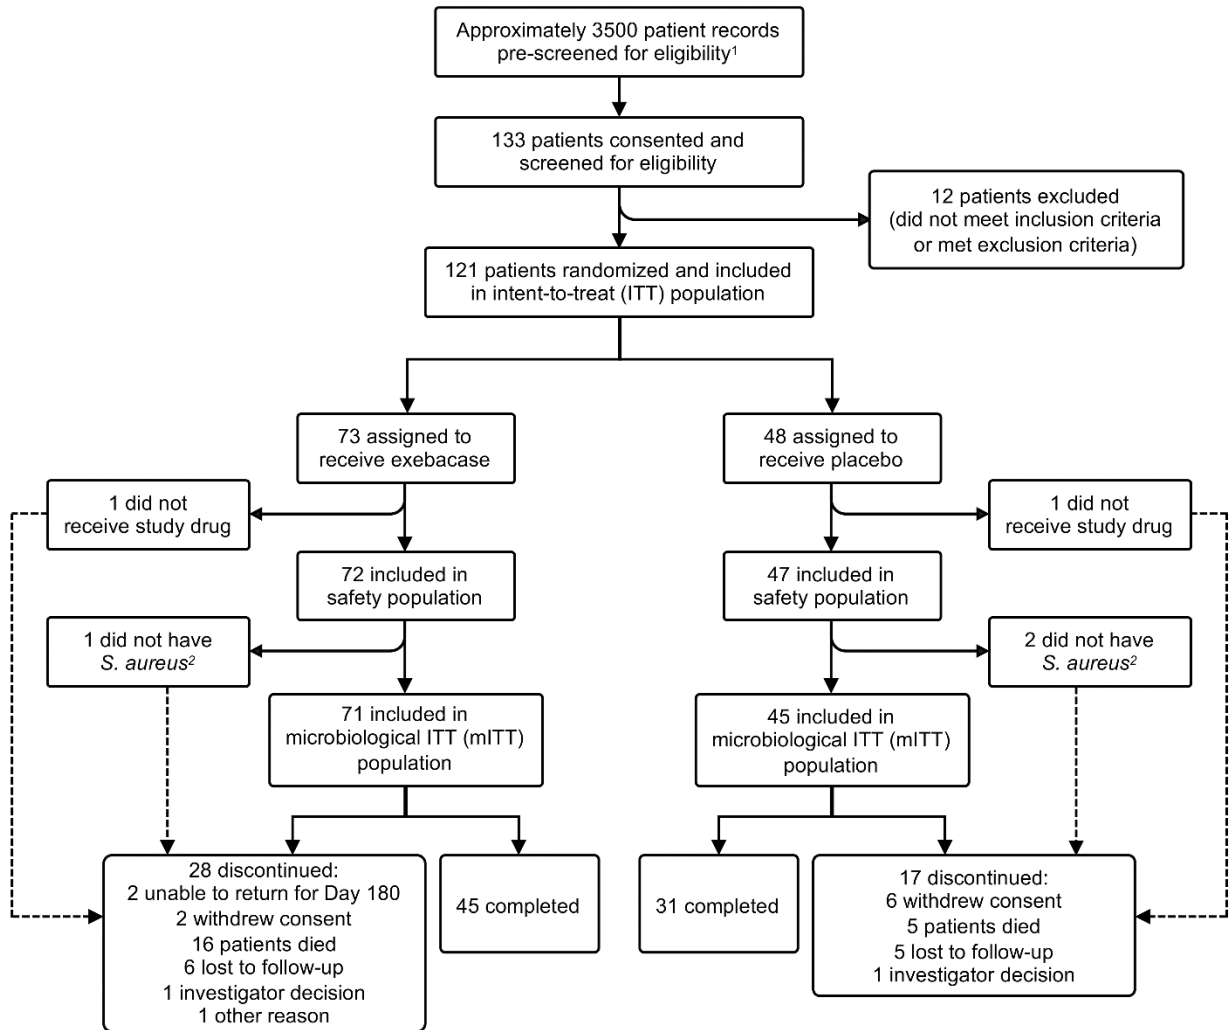 Approximately 3500 patient records
pre-screened for eligibility¹
133 patients consented and
screened for eligibility
12 patients excluded
(did not meet inclusion criteria
or met exclusion criteria)
121 patients randomized and included
in intent-to-treat (ITT) population
73 assigned to
receive exebacase
48 assigned to
receive placebo
1 did not
receive study drug
1 did not
receive study drug
72 included in
safety population
47 included in
safety population
1 did not have
S. aureus²
2 did not have
S. aureus²
71 included in
microbiological ITT (mITT)
population
45 included in
microbiological ITT (mITT)
population
28 discontinued:
2 unable to return for Day 180
2 withdrew consent
16 patients died
6 lost to follow-up
1 investigator decision
1 other reason
45 completed
31 completed
17 discontinued:
6 withdrew consent
5 patients died
5 lost to follow-up
1 investigator decision